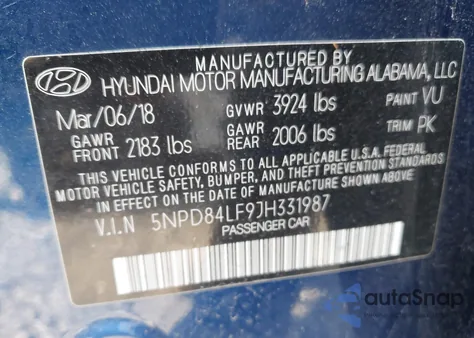 MANUFACTURED BY
HYUNDAI MOTOR MANUFACTURING ALABAMA, LLC
Mar/06/18 GVWR 3924 lbs PAINT VU
GAWR FRONT 2183 lbs GAWR REAR 2006 lbs TRIM PK
THIS VEHICLE CONFORMS TO ALL APPLICABLE U.S.A. FEDERAL
MOTOR VEHICLE SAFETY, BUMPER, AND THEFT PREVENTION STANDARDS
IN EFFECT ON THE DATE OF MANUFACTURE SHOWN ABOVE.
V.I.N 5NPD84LF9JH331987
PASSENGER CAR
autoSnap